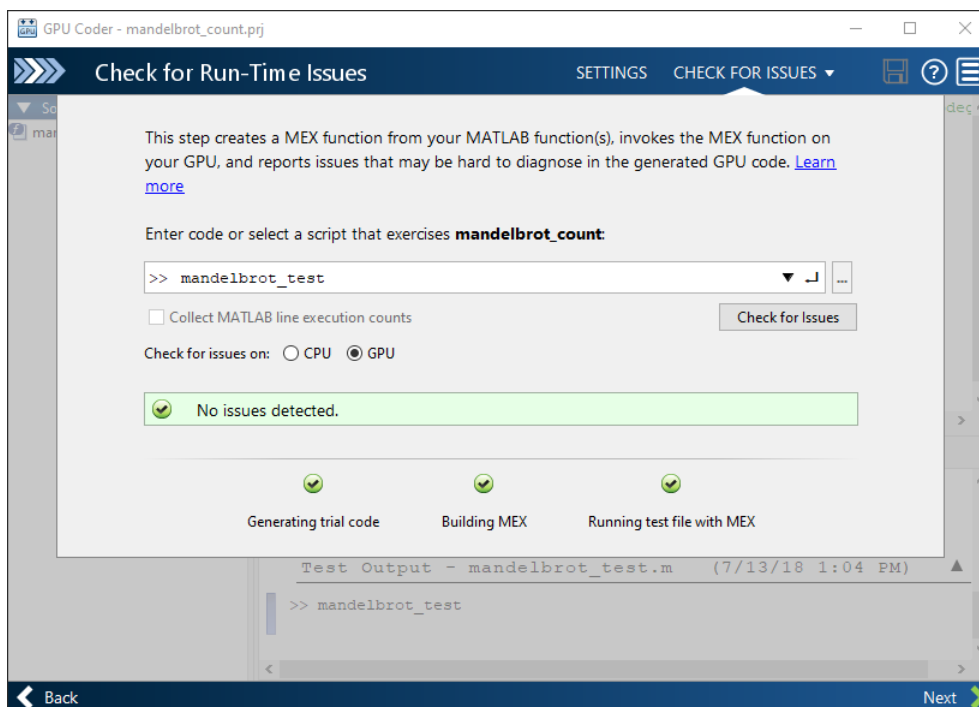 GPU Coder - mandelbrot_count.prj
Check for Run-Time Issues
SETTINGS
CHECK FOR ISSUES
So
mar
This step creates a MEX function from your MATLAB function(s), invokes the MEX function on
your GPU, and reports issues that may be hard to diagnose in the generated GPU code. Learn
more
Enter code or select a script that exercises mandelbrot_count:
>> mandelbrot_test
...
Collect MATLAB line execution counts
Check for Issues
Check for issues on: CPU GPU
No issues detected.
Generating trial code
Building MEX
Running test file with MEX
Test Output - mandelbrot_test.m (7/13/18 1:04 PM)
>> mandelbrot_test
Back
Next